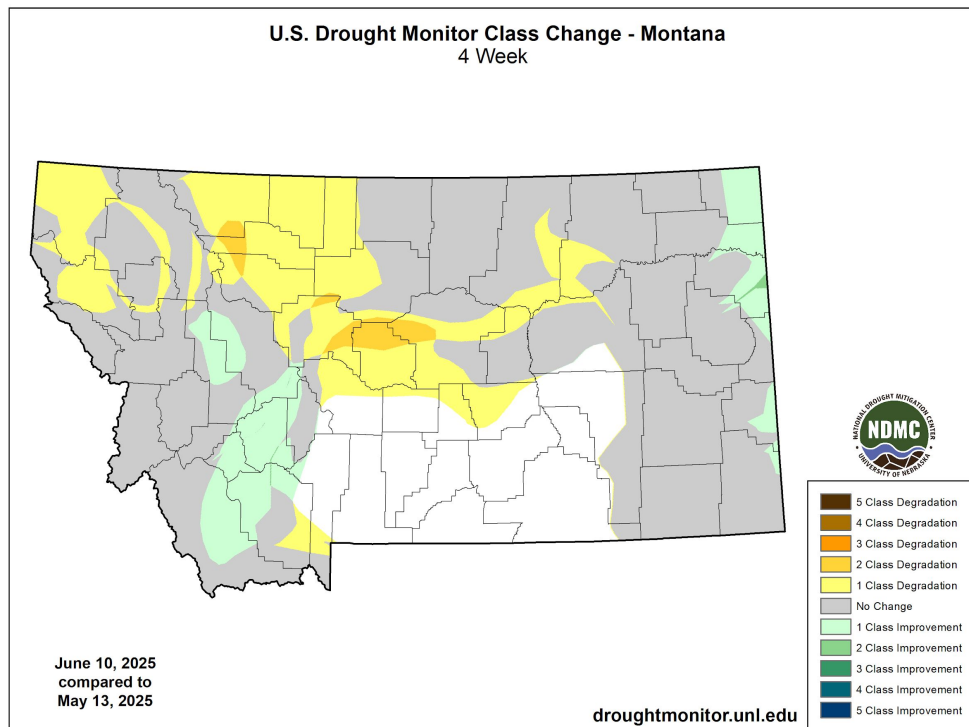 U.S. Drought Monitor Class Change - Montana
4 Week
NATIONAL DROUGHT MITIGATION CENTER
NDMC
UNIVERSITY OF NEBRASKA
5 Class Degradation
4 Class Degradation
3 Class Degradation
2 Class Degradation
1 Class Degradation
No Change
1 Class Improvement
2 Class Improvement
3 Class Improvement
4 Class Improvement
5 Class Improvement
June 10, 2025
compared to
May 13, 2025
droughtmonitor.unl.edu